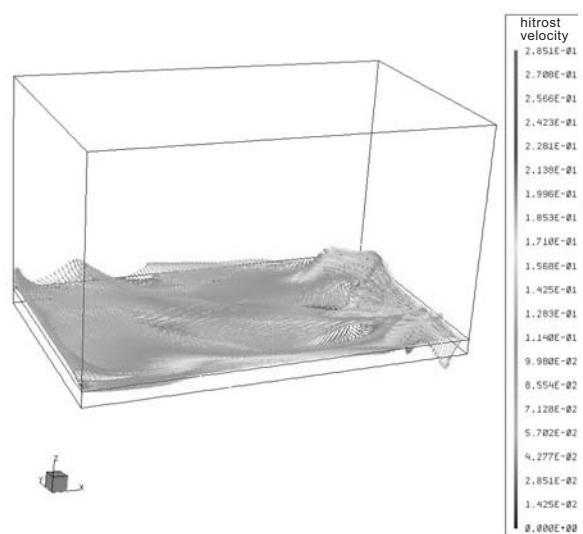 hitrost
velocity
2.851E-01
2.708E-01
2.566E-01
2.423E-01
2.281E-01
2.138E-01
1.996E-01
1.853E-01
1.710E-01
1.568E-01
1.425E-01
1.283E-01
1.140E-01
9.980E-02
8.554E-02
7.128E-02
5.702E-02
4.277E-02
2.851E-02
1.425E-02
0.000E+00
Z
Y
X